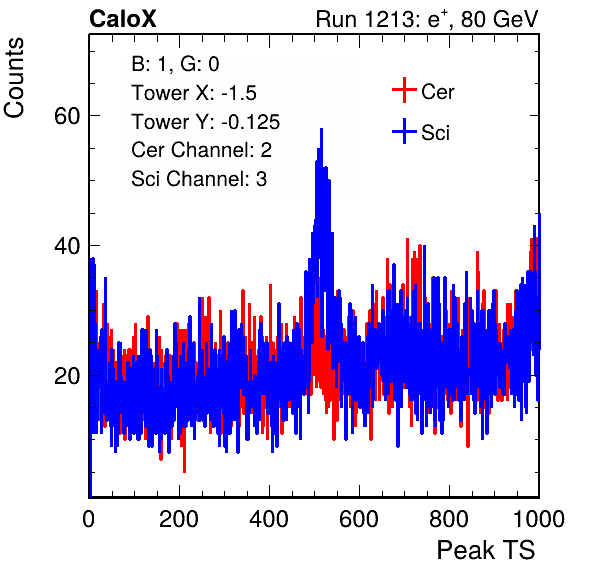 CaloX Run 1213: e⁺, 80 GeV
Counts
B: 1, G: 0
Tower X: -1.5
Tower Y: -0.125
Cer Channel: 2
Sci Channel: 3
Cer
Sci
60
40
20
0 200 400 600 800 1000
Peak TS